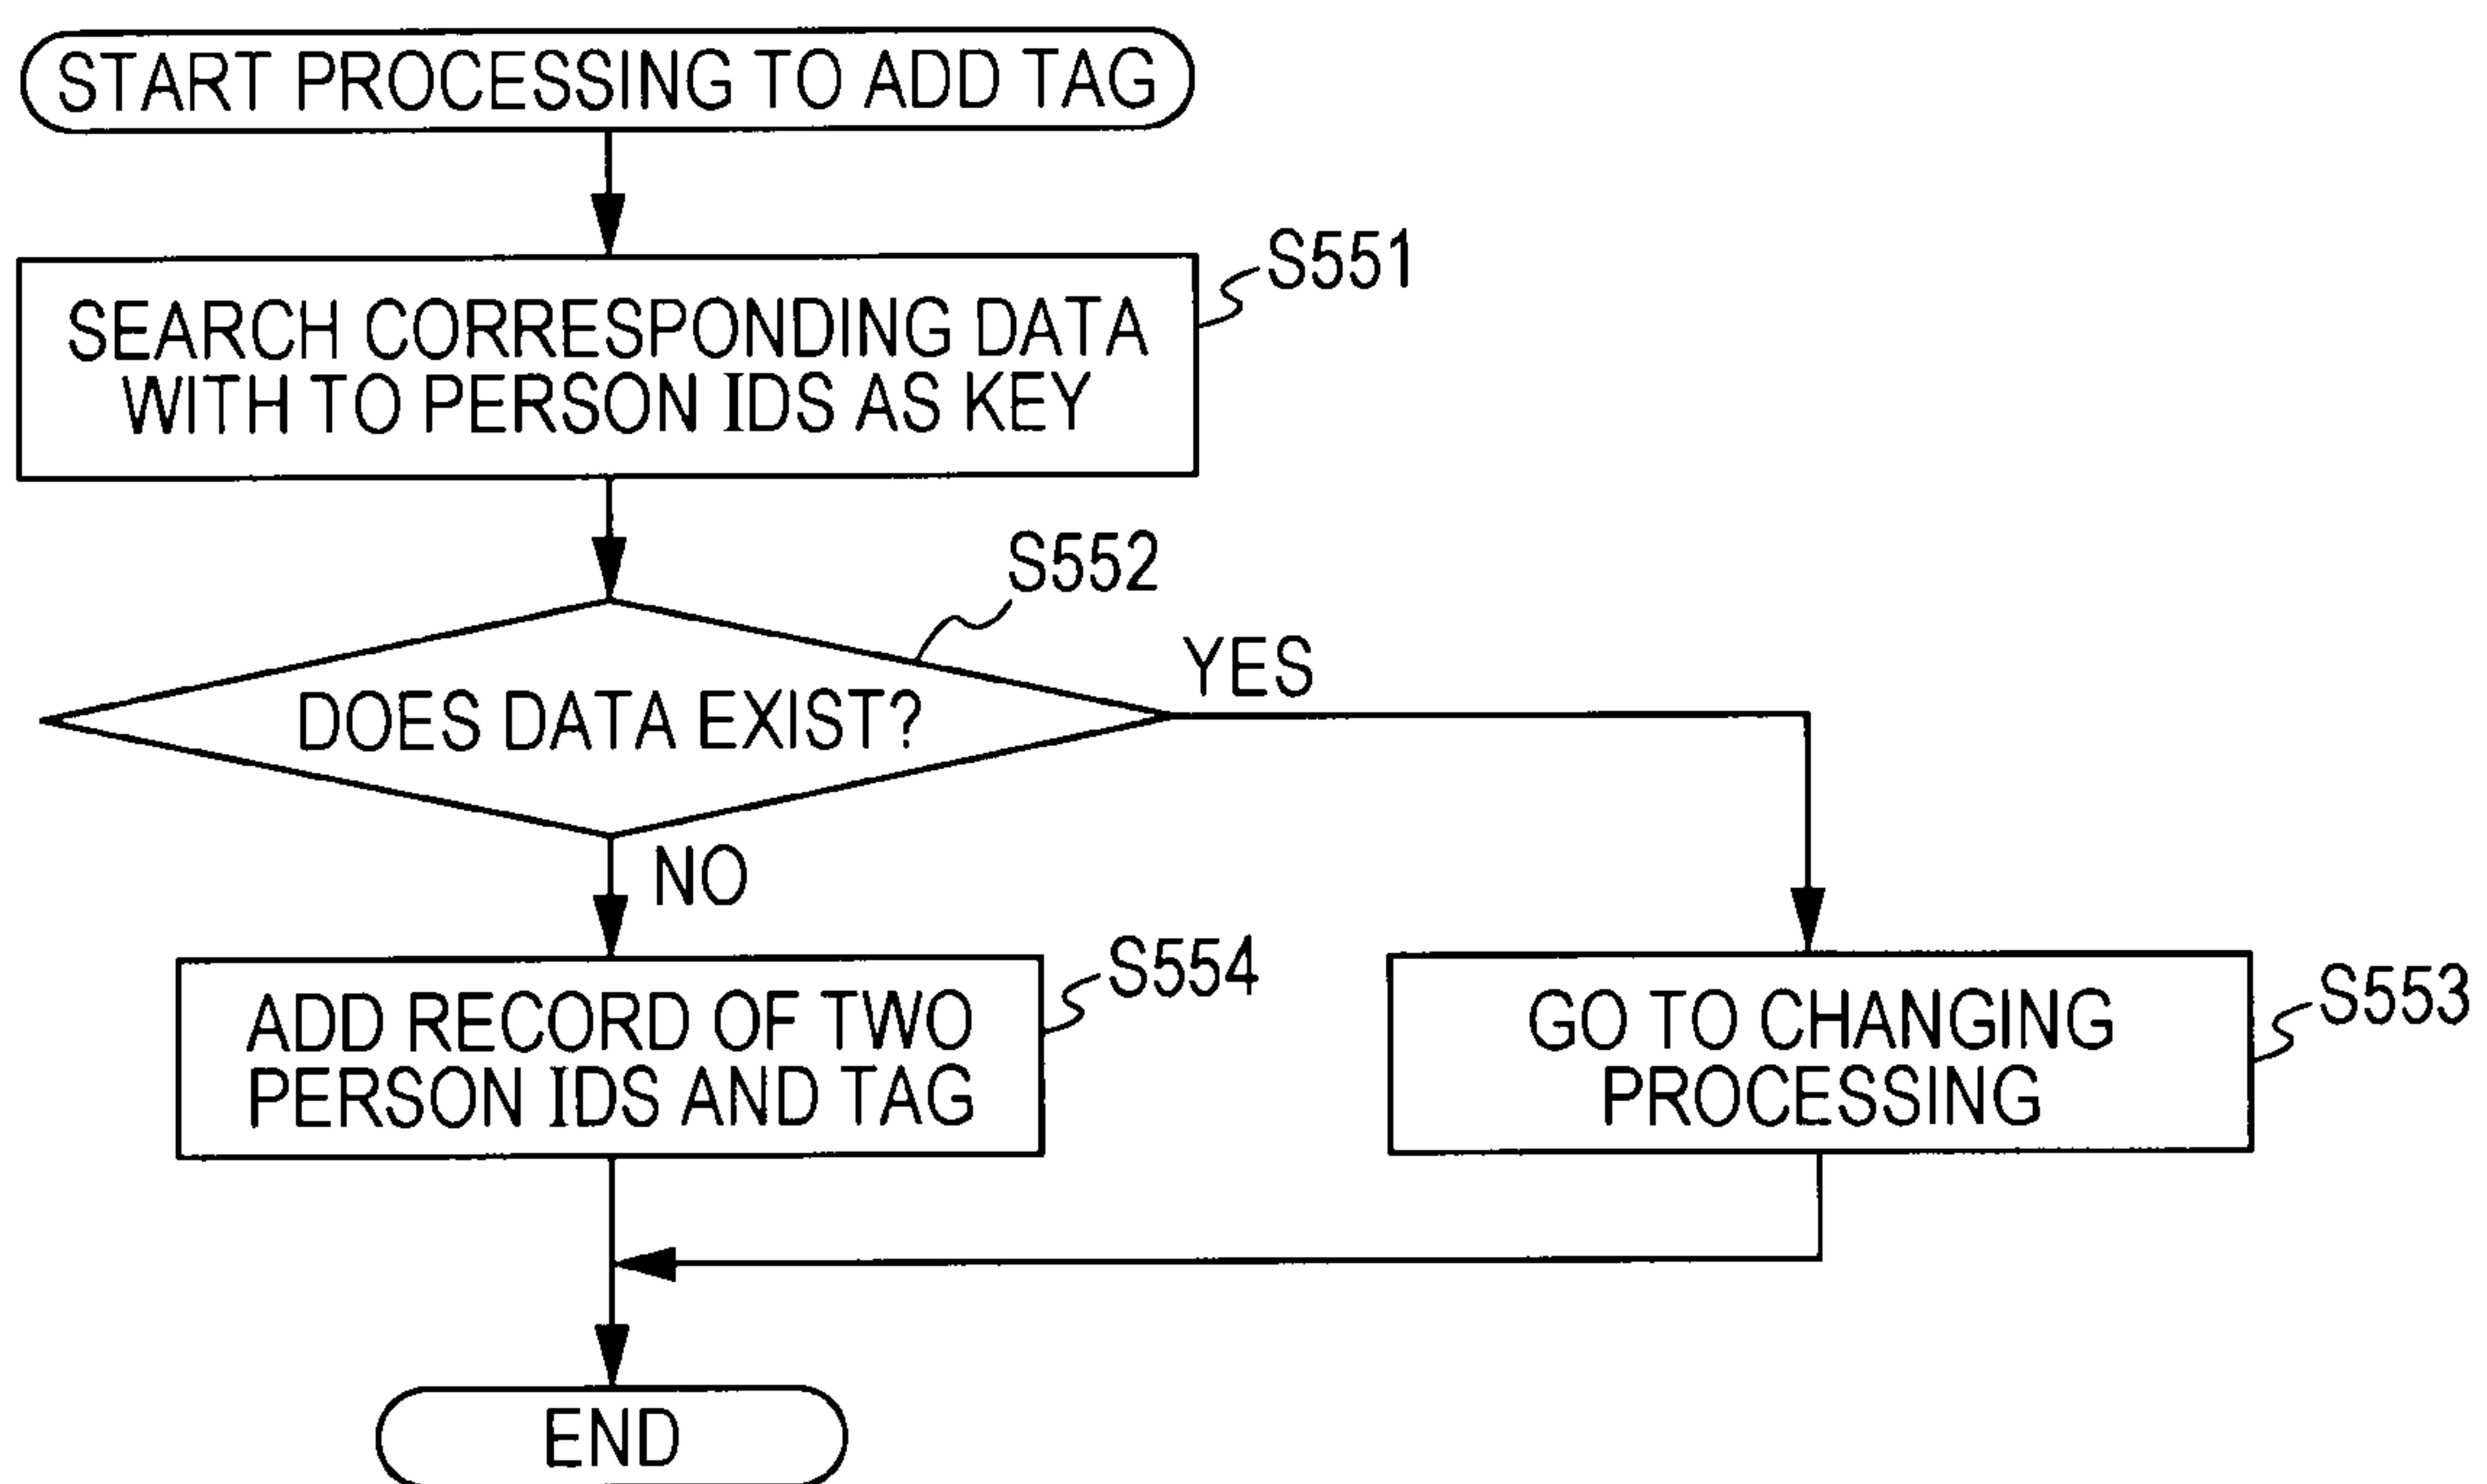 START PROCESSING TO ADD TAG
S551
SEARCH CORRESPONDING DATA
WITH TO PERSON IDS AS KEY
S552
YES
DOES DATA EXIST?
NO
S554
ADD RECORD OF TWO
PERSON IDS AND TAG
S553
GO TO CHANGING
PROCESSING
END